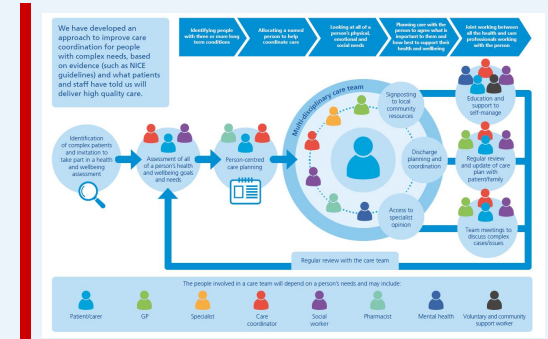 We have developed an
approach to improve care
coordination for people
with complex needs, based
on evidence (such as NICE
guidelines) and what patients
and staff have told us will
deliver high quality care.
Identifying people
with three or more long
term conditions
Allocating a named
person to help
coordinate care
Looking at all of a
person's physical,
emotional and
social needs
Planning care with the
person to agree what is
important to them and
how best to support their
health and wellbeing
Joint working between
all the health and care
professionals working
with the person
Identification
of complex patients
and invitation to
take part in a health
and wellbeing
assessment
Assessment of all
of a person's health
and wellbeing goals
and needs
Person-centred
care planning
Multi-disciplinary care team
Signposting
to local
community
resources
Discharge
planning and
coordination
Access to
specialist
opinion
Education and
support to
self-manage
Regular review
and update of care
plan with
patient/family
Team meetings to
discuss complex
cases/issues
Regular review with the care team
The people involved in a care team will depend on a person's needs and may include:
Patient/carer
GP
Specialist
Care
coordinator
Social
worker
Pharmacist
Mental health
Voluntary and community
support worker